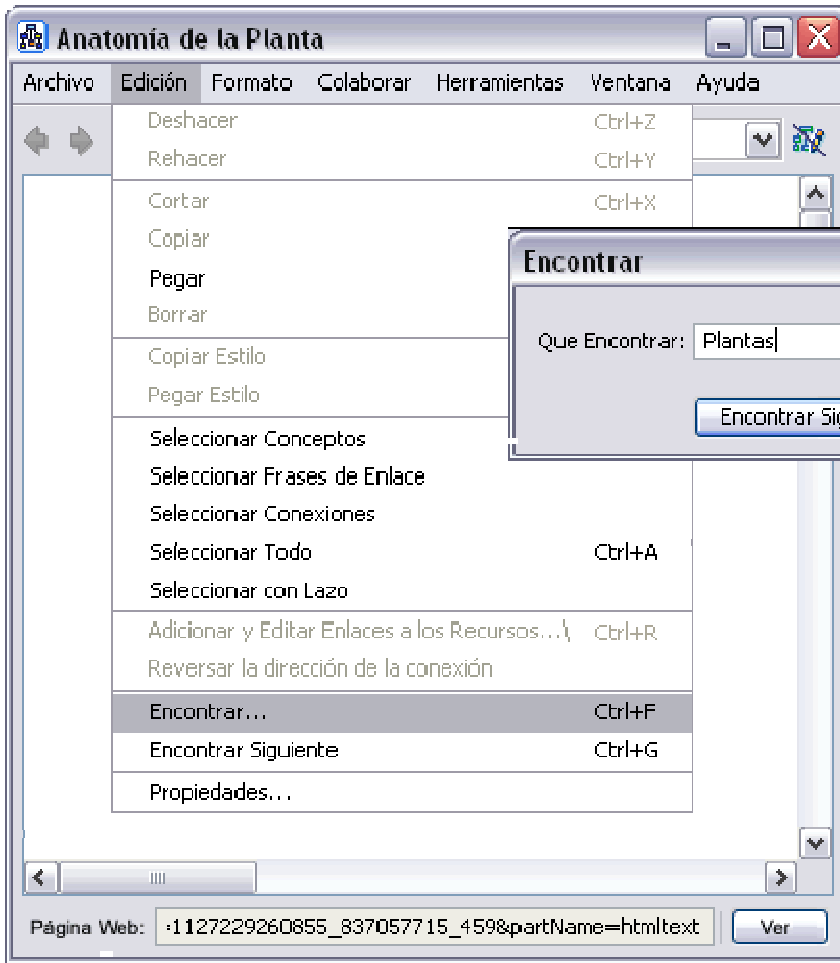 Anatomía de la Planta
Archivo Edición Formato Colaborar Herramientas Ventana Ayuda
Deshacer Ctrl+Z
Rehacer Ctrl+Y
Cortar Ctrl+X
Copiar
Pegar
Borrar
Copiar Estilo
Pegar Estilo
Encontrar
Que Encontrar: Plantas
Encontrar
Seleccionar Conceptos
Seleccionar Frases de Enlace
Seleccionar Conexiones
Seleccionar Todo Ctrl+A
Seleccionar con Lazo
Adicionar y Editar Enlaces a los Recursos...\ Ctrl+R
Reversar la dirección de la conexión
Encontrar... Ctrl+F
Encontrar Siguiente Ctrl+G
Propiedades...
Página Web: :1127229260855_837057715_459&partName=htmltext Ver